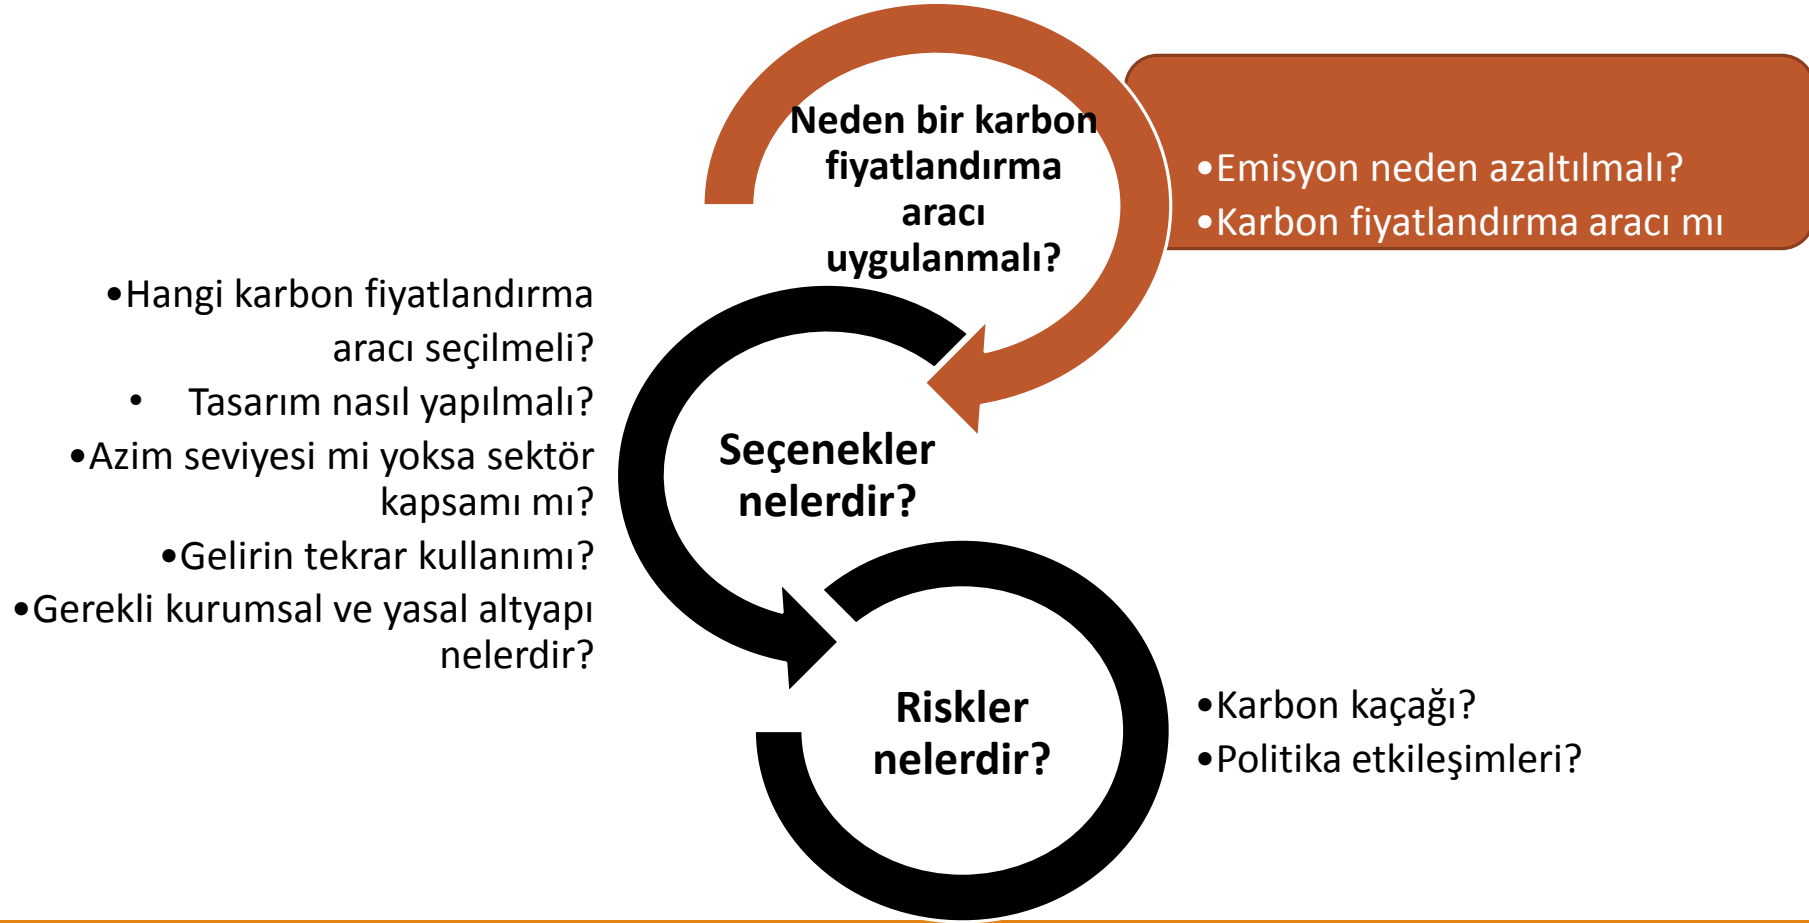 Neden bir karbon
fiyatlandırma
aracı
uygulanmalı?
•Emisyon neden azaltılmalı?
•Karbon fiyatlandırma aracı mı
•Hangi karbon fiyatlandırma
aracı seçilmeli?
• Tasarım nasıl yapılmalı?
•Azim seviyesi mi yoksa sektör
kapsamı mı?
•Gelirin tekrar kullanımı?
•Gerekli kurumsal ve yasal altyapı
nelerdir?
Seçenekler
nelerdir?
Riskler
nelerdir?
•Karbon kaçağı?
•Politika etkileşimleri?